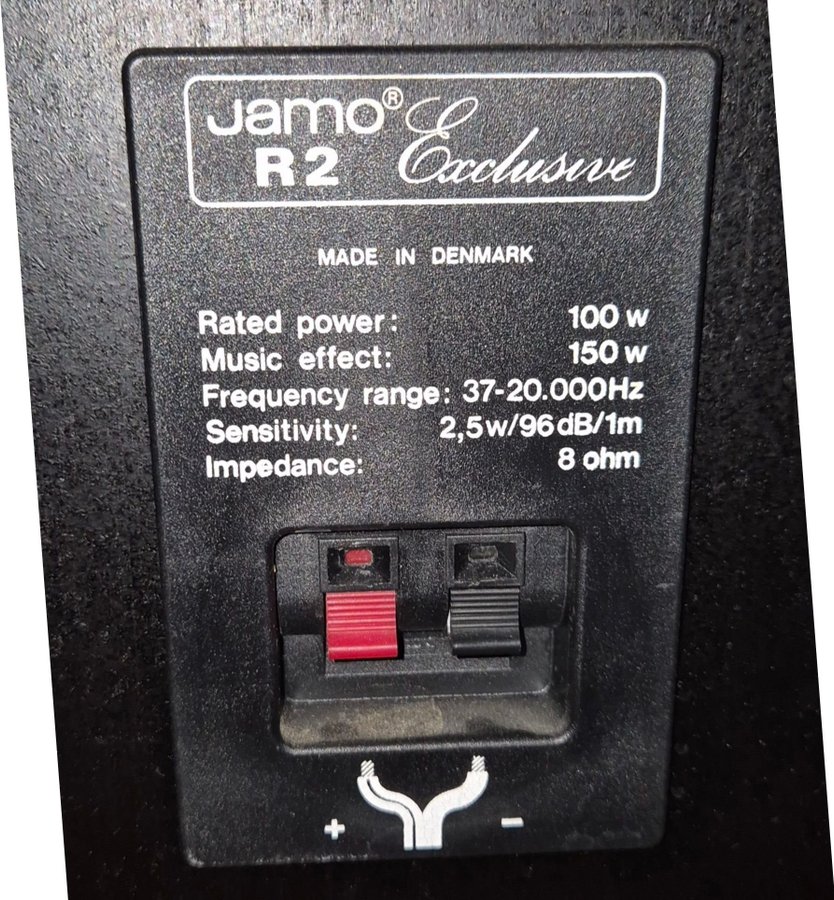 Jamo® Exclusive
R2
MADE IN DENMARK
Rated power: 100 w
Music effect: 150 w
Frequency range: 37-20.000Hz
Sensitivity: 2,5w/96dB/1m
Impedance: 8 ohm
+ −